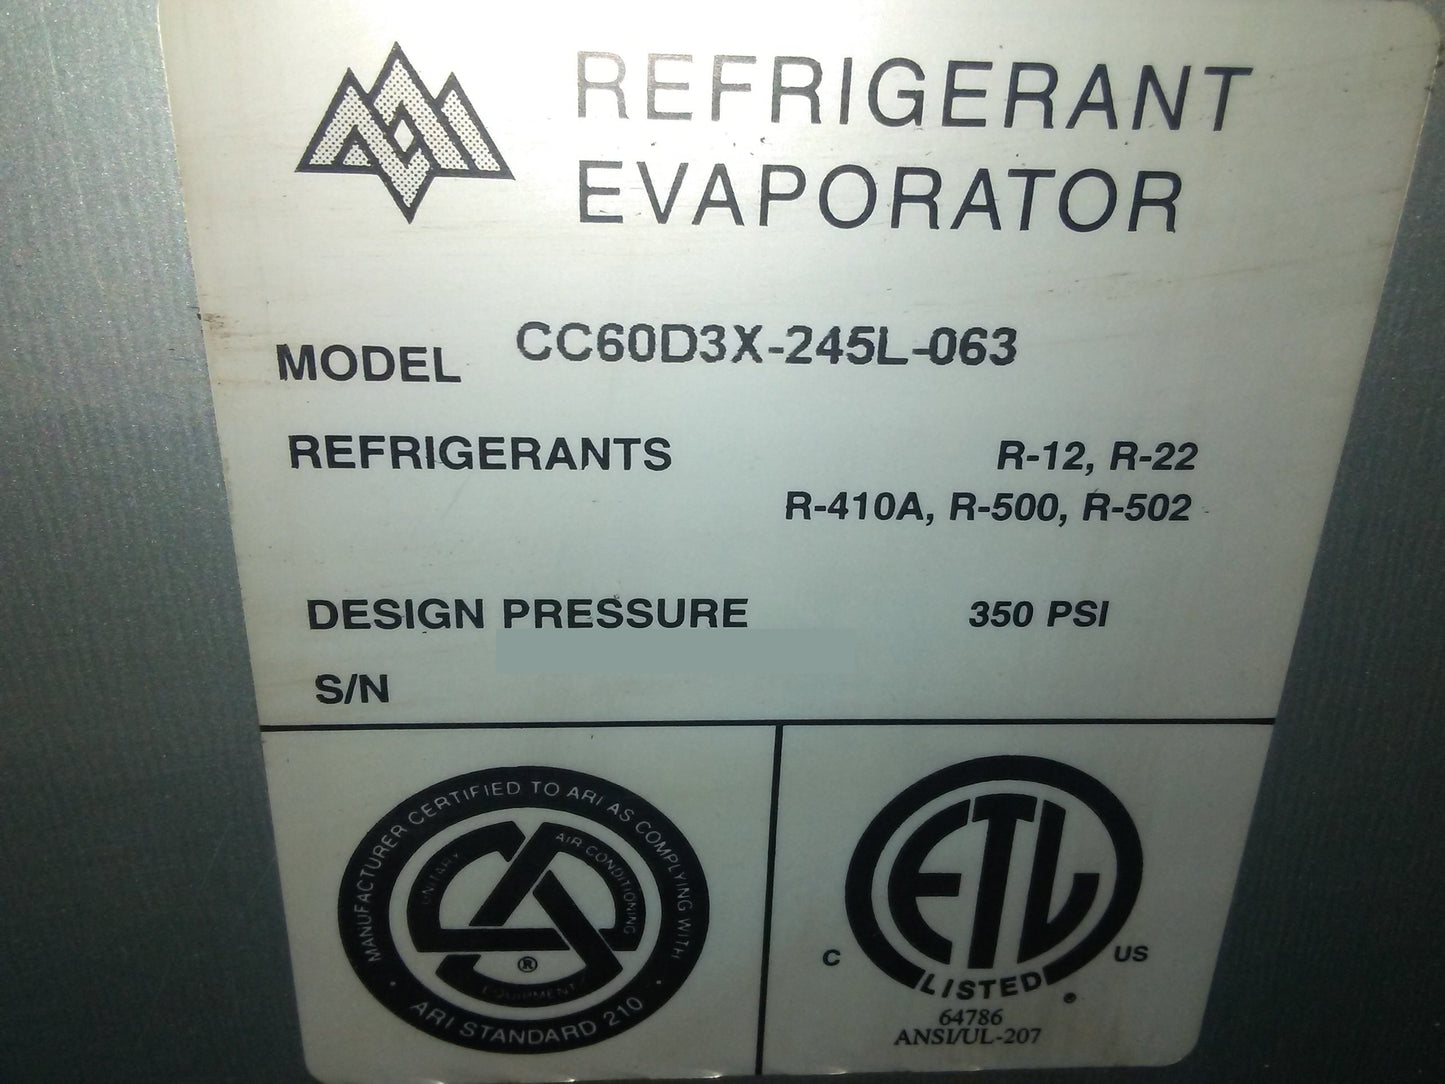 REFRIGERANT
EVAPORATOR
MODEL CC60D3X-245L-063
REFRIGERANTS R-12, R-22
R-410A, R-500, R-502
DESIGN PRESSURE 350 PSI
S/N
MANUFACTURER CERTIFIED TO ARI AS COMPLYING WITH
UNITARY AIR-CONDITIONING EQUIPMENT
®
· ARI STANDARD 210 ·
ETL
C US
LISTED ®
64786
ANSI/UL-207